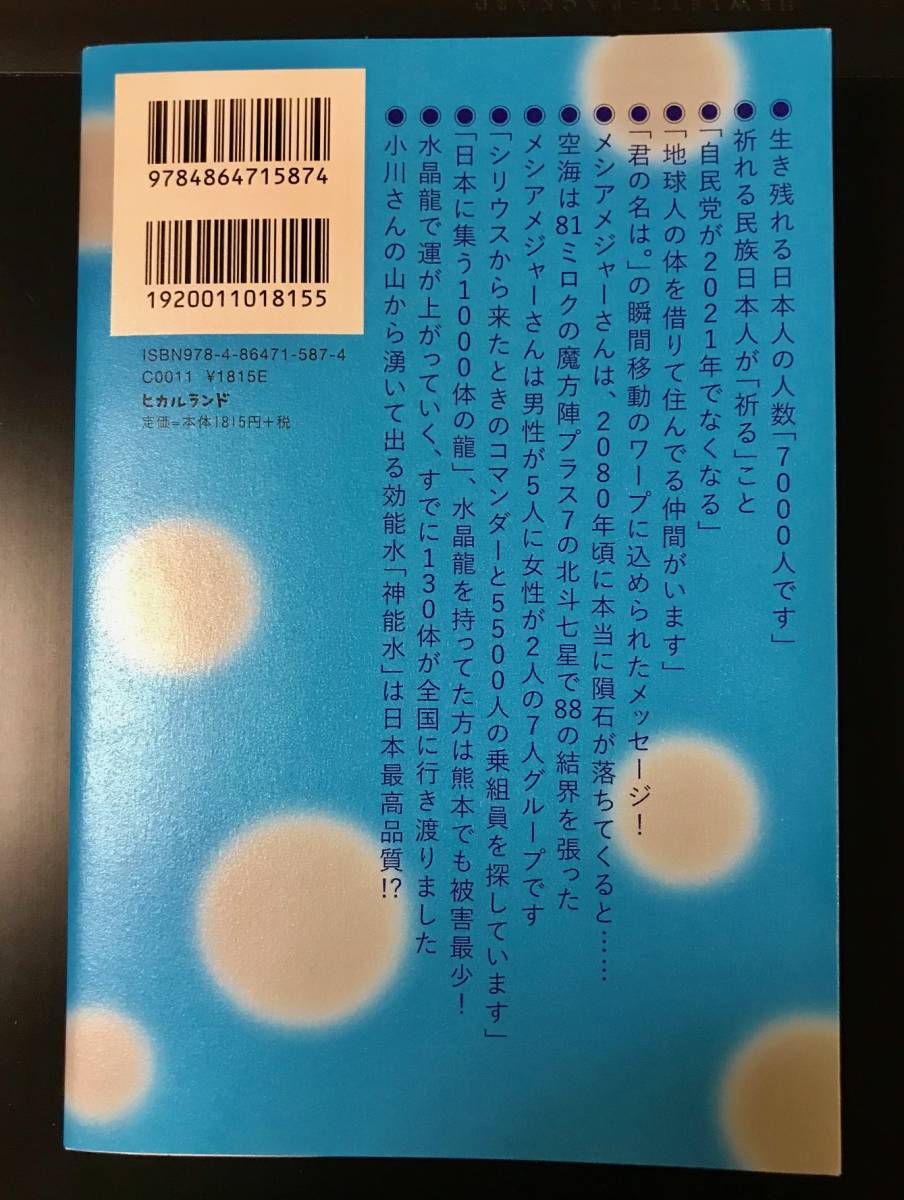 ●生き残れる日本人の人数「7000人です」
●祈れる民族日本人が「祈る」こと
●「自民党が2021年でなくなる」
●「地球人の体を借りて住んでる仲間がいます」
●「君の名は。」の瞬間移動のワープに込められたメッセージ!
●メシアメジャーさんは、2080年頃に本当に隕石が落ちてくると……
●空海は81ミロクの魔方陣プラス7の北斗七星で88の結界を張った
●メシアメジャーさんは男性が5人に女性が2人の7人グループです
●「シリウスから来たときのコマンダーと5500人の乗組員を探しています」
●「日本に集う1000体の龍」、水晶龍を持ってた方は熊本でも被害最少!
●水晶龍で運が上がっていく、すでに130体が全国に行き渡りました
●小川さんの山から湧いて出る効能水「神能水」は日本最高品質!?
9784864715874
1920011018155
ISBN978-4-86471-587-4
C0011 ¥1815E
ヒカルランド
定価=本体1815円+税
HEWLETT-PACKARD